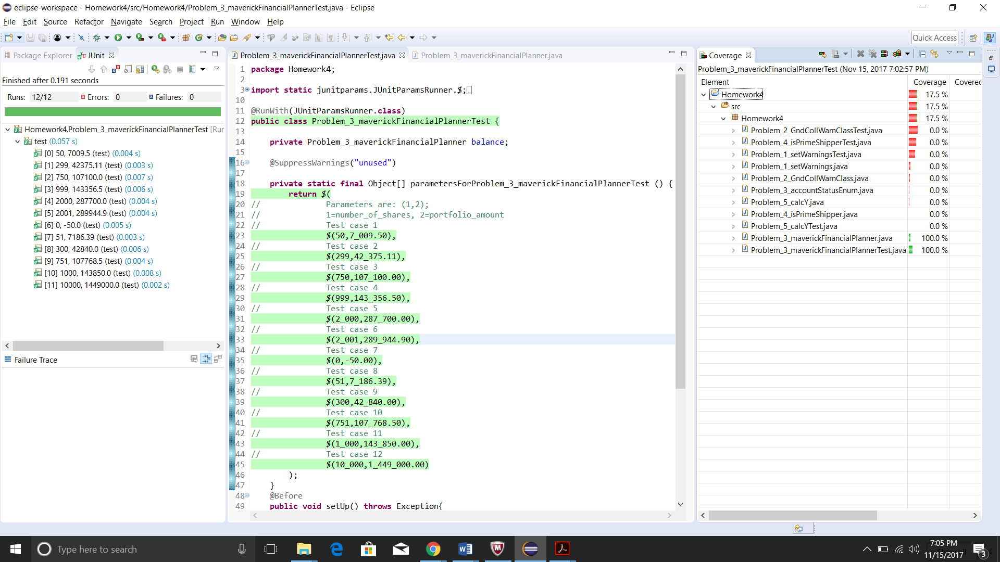 eclipse-workspace - Homework4/src/Homework4/Problem_3_maverickFinancialPlannerTest.java - Eclipse
File Edit Source Refactor Navigate Search Project Run Window Help
Quick Access
Package Explorer JUnit
Finished after 0.191 seconds
Runs: 12/12 Errors: 0 Failures: 0
Homework4.Problem_3_maverickFinancialPlannerTest [Run
test (0.057 s)
[0] 50, 7009.5 (test) (0.004 s)
[1] 299, 42375.11 (test) (0.003 s)
[2] 750, 107100.0 (test) (0.007 s)
[3] 999, 143356.5 (test) (0.006 s)
[4] 2000, 287700.0 (test) (0.004 s)
[5] 2001, 289944.9 (test) (0.004 s)
[6] 0, -50.0 (test) (0.005 s)
[7] 51, 7186.39 (test) (0.003 s)
[8] 300, 42840.0 (test) (0.006 s)
[9] 751, 107768.5 (test) (0.004 s)
[10] 1000, 143850.0 (test) (0.008 s)
[11] 10000, 1449000.0 (test) (0.002 s)
Failure Trace
Problem_3_maverickFinancialPlannerTest.java Problem_3_maverickFinancialPlanner.java
1 package Homework4;
2
3 import static junitparams.JUnitParamsRunner.$;
10
11 @RunWith(JUnitParamsRunner.class)
12 public class Problem_3_maverickFinancialPlannerTest {
13
14 private Problem_3_maverickFinancialPlanner balance;
15
16 @SuppressWarnings("unused")
17
18 private static final Object[] parametersForProblem_3_maverickFinancialPlannerTest () {
19 return $(
20 // Parameters are: (1,2);
21 // 1=number_of_shares, 2=portfolio_amount
22 // Test case 1
23 $(50,7_009.50),
24 // Test case 2
25 $(299,42_375.11),
26 // Test case 3
27 $(750,107_100.00),
28 // Test case 4
29 $(999,143_356.50),
30 // Test case 5
31 $(2_000,287_700.00),
32 // Test case 6
33 $(2_001,289_944.90),
34 // Test case 7
35 $(0,-50.00),
36 // Test case 8
37 $(51,7_186.39),
38 // Test case 9
39 $(300,42_840.00),
40 // Test case 10
41 $(751,107_768.50),
42 // Test case 11
43 $(1_000,143_850.00),
44 // Test case 12
45 $(10_000,1_449_000.00)
46 );
47 }
48 @Before
49 public void setUp() throws Exception{
Coverage
Problem_3_maverickFinancialPlannerTest (Nov 15, 2017 7:02:57 PM)
Element Coverage Covered
Homework4 17.5 %
src 17.5 %
Homework4 17.5 %
Problem_2_GndCollWarnClassTest.java 0.0 %
Problem_4_isPrimeShipperTest.java 0.0 %
Problem_1_setWarningsTest.java 0.0 %
Problem_1_setWarnings.java 0.0 %
Problem_2_GndCollWarnClass.java 0.0 %
Problem_3_accountStatusEnum.java 0.0 %
Problem_5_calcY.java 0.0 %
Problem_4_isPrimeShipper.java 0.0 %
Problem_5_calcYTest.java 0.0 %
Problem_3_maverickFinancialPlanner.java 100.0 %
Problem_3_maverickFinancialPlannerTest.java 100.0 %
Type here to search
7:05 PM
11/15/2017
3